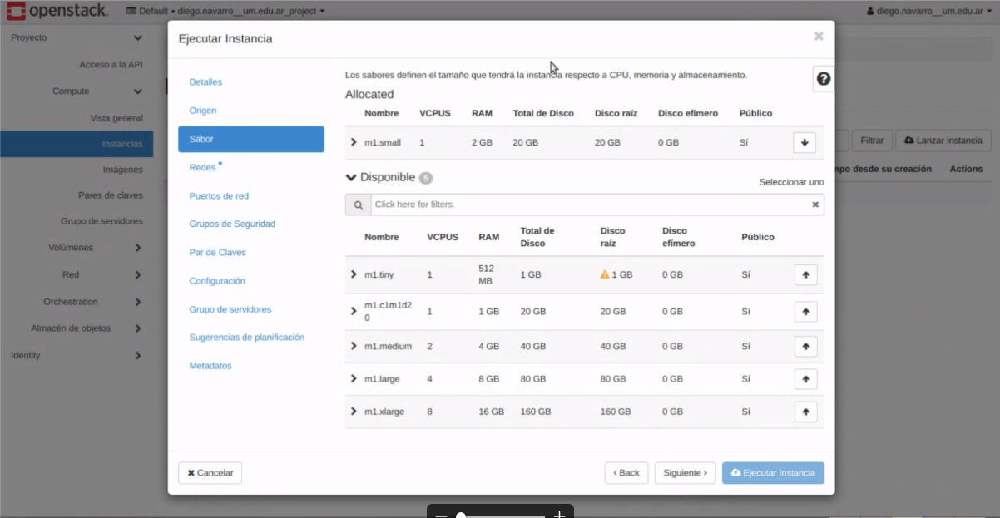 openstack.
Default • diego.navarro__um.edu.ar_project
diego.navarro__um.edu.ar
Proyecto
Acceso a la API
Compute
Vista general
Instancias
Imágenes
Pares de claves
Grupo de servidores
Volúmenes
Red
Orchestration
Almacén de objetos
Identity
Filtrar
Lanzar instancia
mpo desde su creación
Actions
Ejecutar Instancia
×
Detalles
Origen
Sabor
Redes *
Puertos de red
Grupos de Seguridad
Par de Claves
Configuración
Grupo de servidores
Sugerencias de planificación
Metadatos
Los sabores definen el tamaño que tendrá la instancia respecto a CPU, memoria y almacenamiento.
?
Allocated
Nombre VCPUS RAM Total de Disco Disco raíz Disco efímero Público
m1.small 1 2 GB 20 GB 20 GB 0 GB Sí
Disponible 5
Seleccionar uno
Click here for filters.
Nombre VCPUS RAM Total de Disco Disco raíz Disco efímero Público
m1.tiny 1 512 MB 1 GB 1 GB 0 GB Sí
m1.c1m1d20 1 1 GB 20 GB 20 GB 0 GB Sí
m1.medium 2 4 GB 40 GB 40 GB 0 GB Sí
m1.large 4 8 GB 80 GB 80 GB 0 GB Sí
m1.xlarge 8 16 GB 160 GB 160 GB 0 GB Sí
× Cancelar
‹ Back
Siguiente ›
Ejecutar Instancia